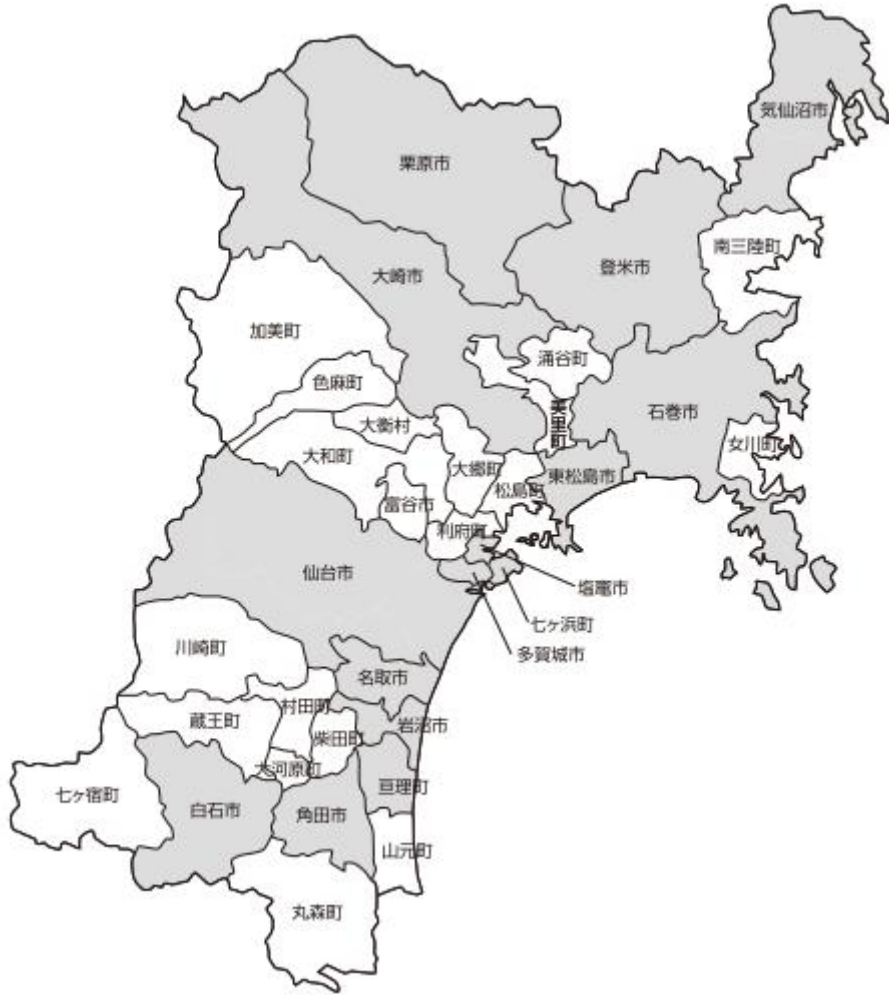 気仙沼市
栗原市
南三陸町
登米市
大崎市
加美町
涌谷町
色麻町
美里町
石巻市
大衡村
女川町
大和町
大郷町
松島町
東松島市
富谷市
利府町
仙台市
塩竈市
七ヶ浜町
多賀城市
川崎町
名取市
村田町
蔵王町
岩沼市
柴田町
大河原町
七ヶ宿町
亘理町
白石市
角田市
山元町
丸森町